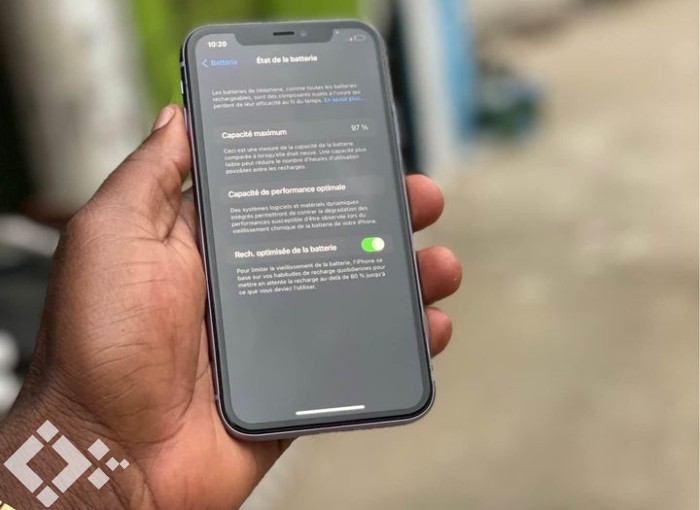 10:20
Batterie
État de la batterie
Les batteries de téléphone, comme toutes les batteries
rechargeables, sont des composants sujets à l'usure qui
perdent de leur efficacité au fil du temps. En savoir plus...
Capacité maximum 97 %
Ceci est une mesure de la capacité de la batterie
comparée à lorsqu'elle était neuve. Une capacité plus
faible peut réduire le nombre d'heures d'utilisation
possibles entre les recharges.
Capacité de performance optimale
Des systèmes logiciels et matériels dynamiques
intégrés permettront de contrer la dégradation des
performances susceptible d'être observée lors du
vieillissement chimique de la batterie de votre iPhone.
Rech. optimisée de la batterie
Pour limiter le vieillissement de la batterie, l'iPhone se
base sur vos habitudes de recharge quotidiennes pour
mettre en attente la recharge au-delà de 80 % jusqu'à
ce que vous deviez l'utiliser.